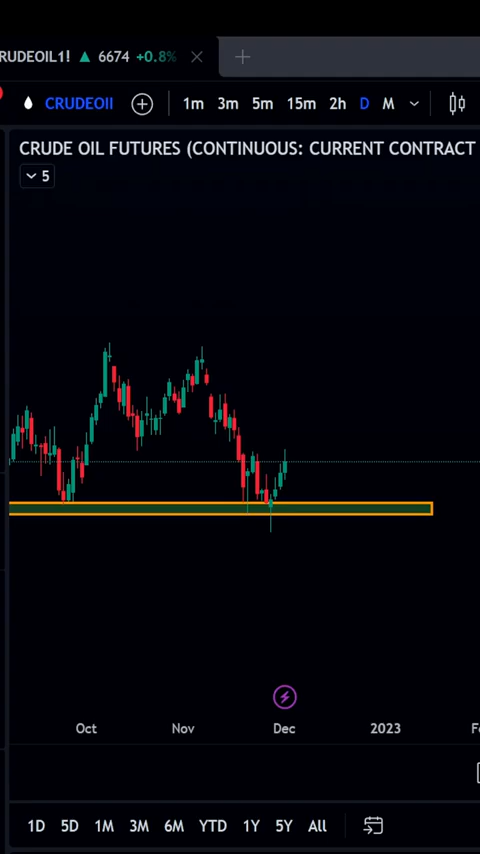 RUDEOIL1! ▲ 6674 +0.8%
CRUDEOIl 1m 3m 5m 15m 2h D M
CRUDE OIL FUTURES (CONTINUOUS: CURRENT CONTRACT
5
Oct Nov Dec 2023
1D 5D 1M 3M 6M YTD 1Y 5Y All